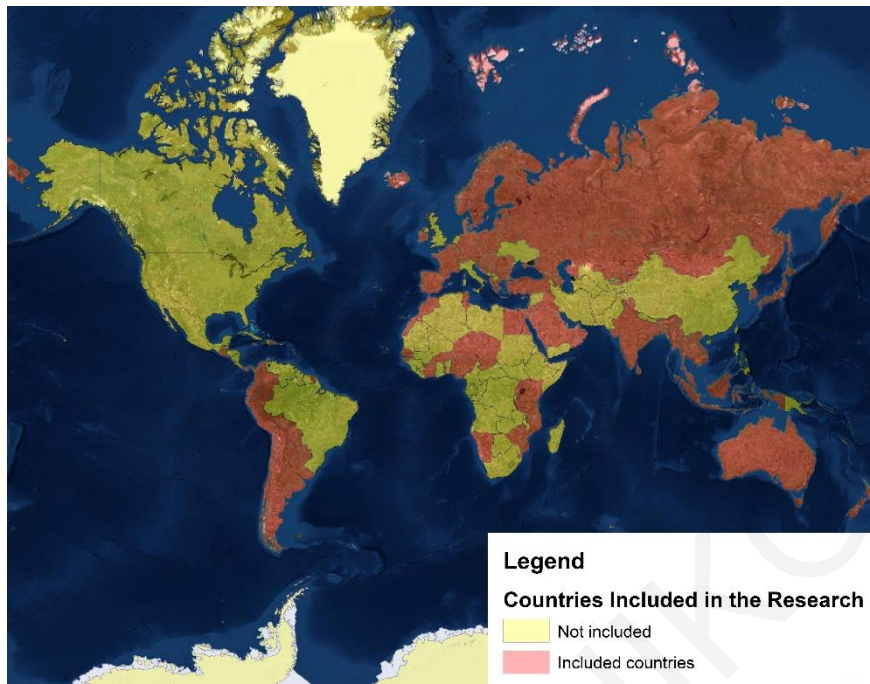 Legend
Countries Included in the Research
Not included
Included countries